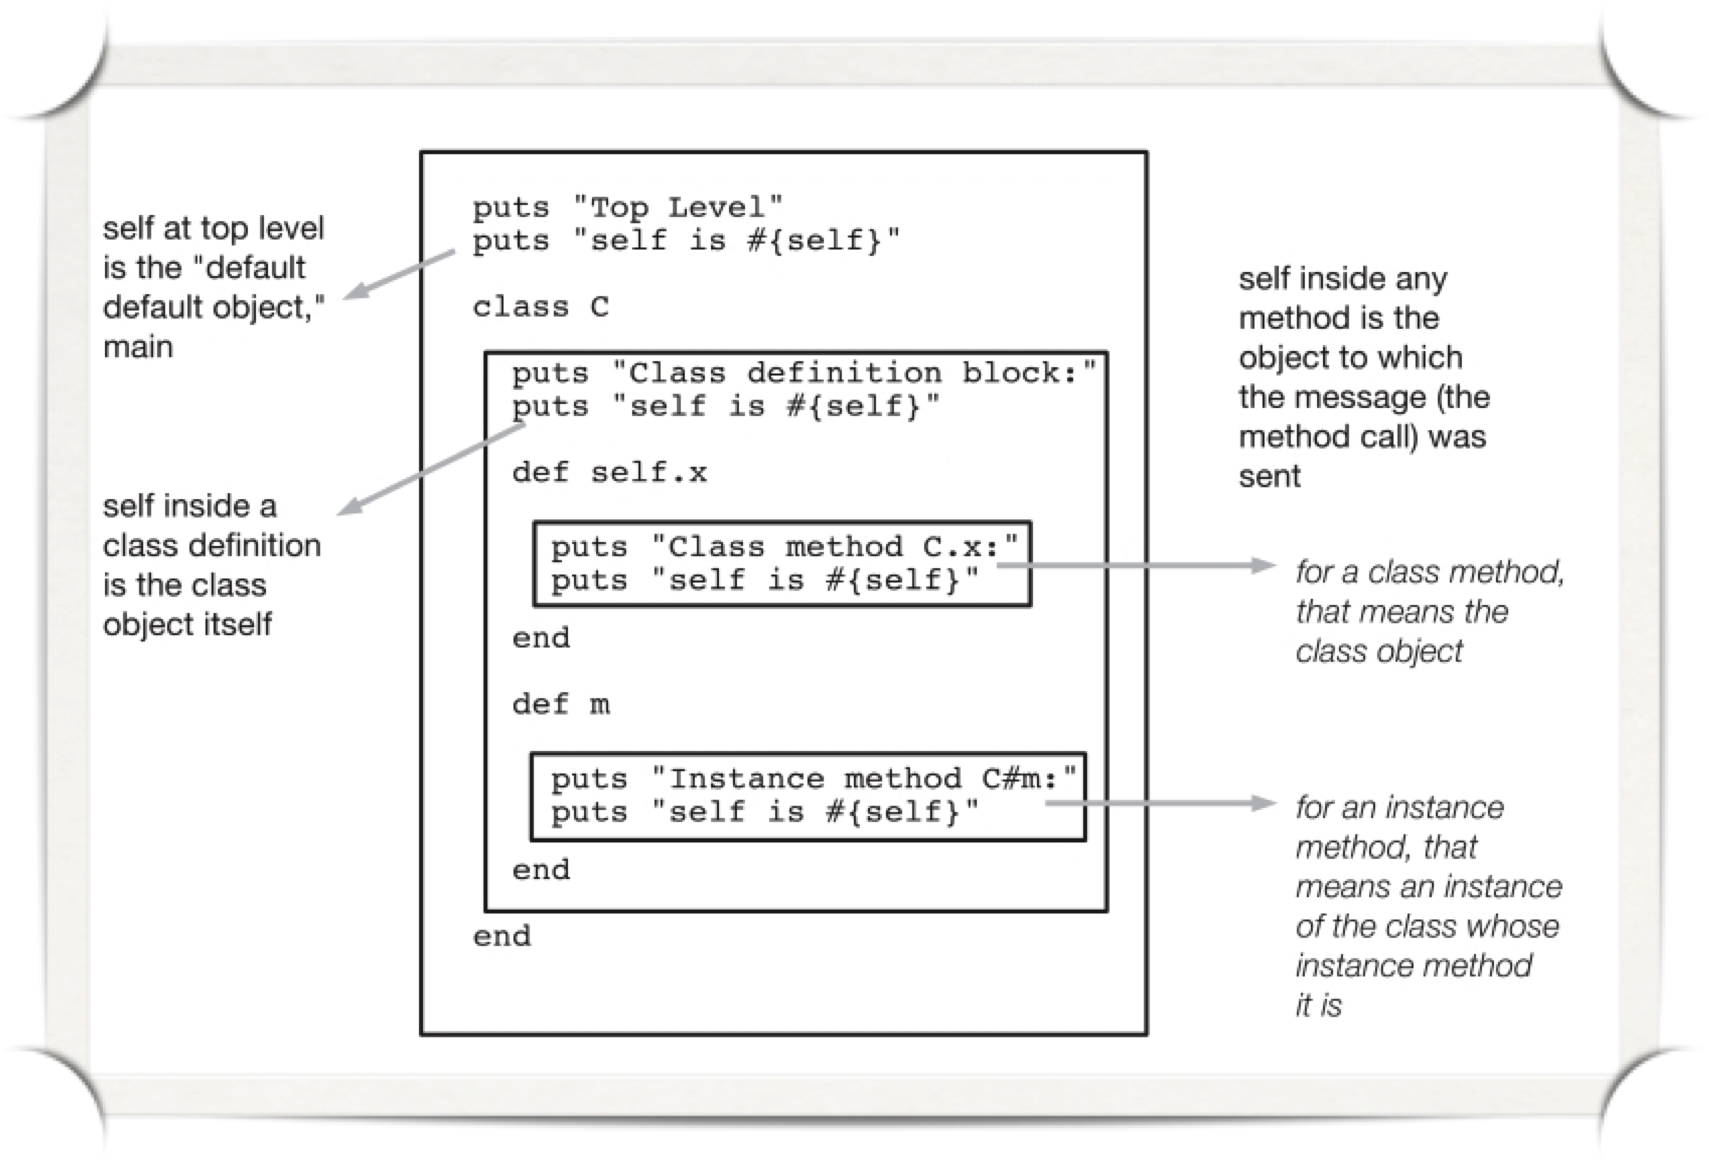 self at top level
is the "default
default object,"
main
self inside a
class definition
is the class
object itself
puts "Top Level"
puts "self is #{self}"
class C
puts "Class definition block:"
puts "self is #{self}"
def self.x
puts "Class method C.x:"
puts "self is #{self}"
end
def m
puts "Instance method C#m:"
puts "self is #{self}"
end
end
self inside any
method is the
object to which
the message (the
method call) was
sent
for a class method,
that means the
class object
for an instance
method, that
means an instance
of the class whose
instance method
it is